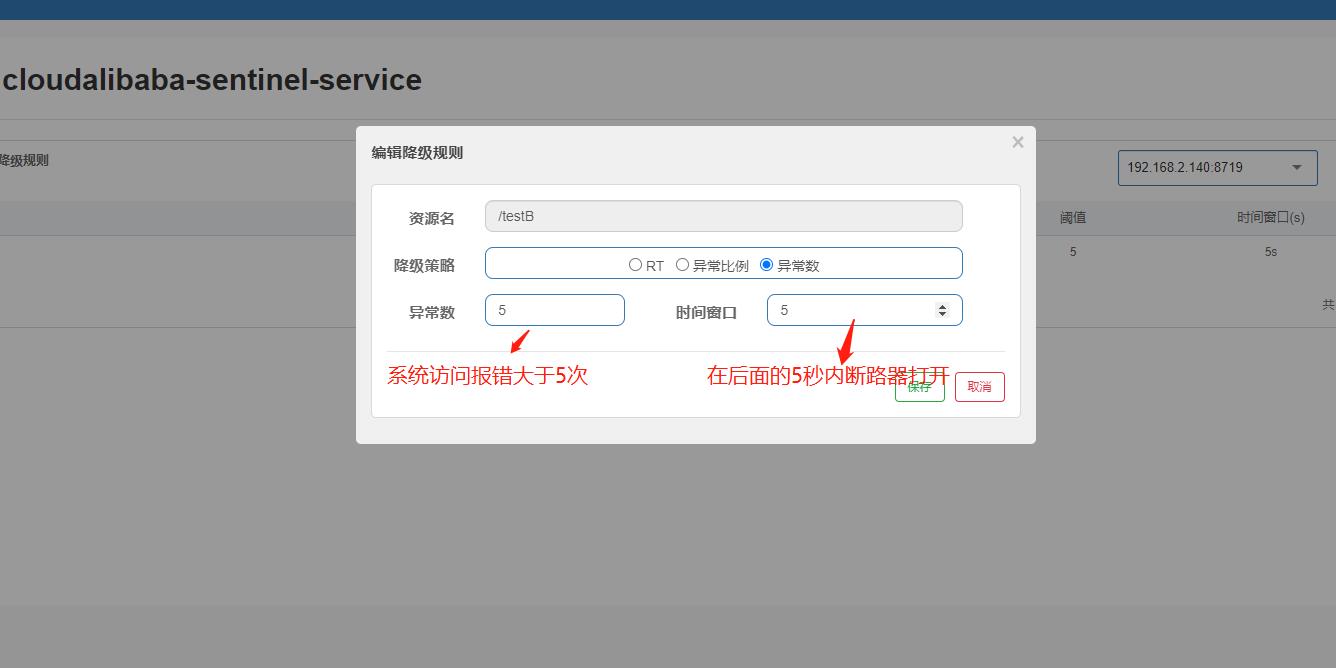 cloudalibaba-sentinel-service
编辑降级规则
×
降级规则
192.168.2.140:8719
资源名 /testB
阈值 时间窗口(s)
降级策略 RT 异常比例 异常数
5 5s
异常数 5 时间窗口 5
共
系统访问报错大于5次 在后面的5秒内断路器打开
保存 取消